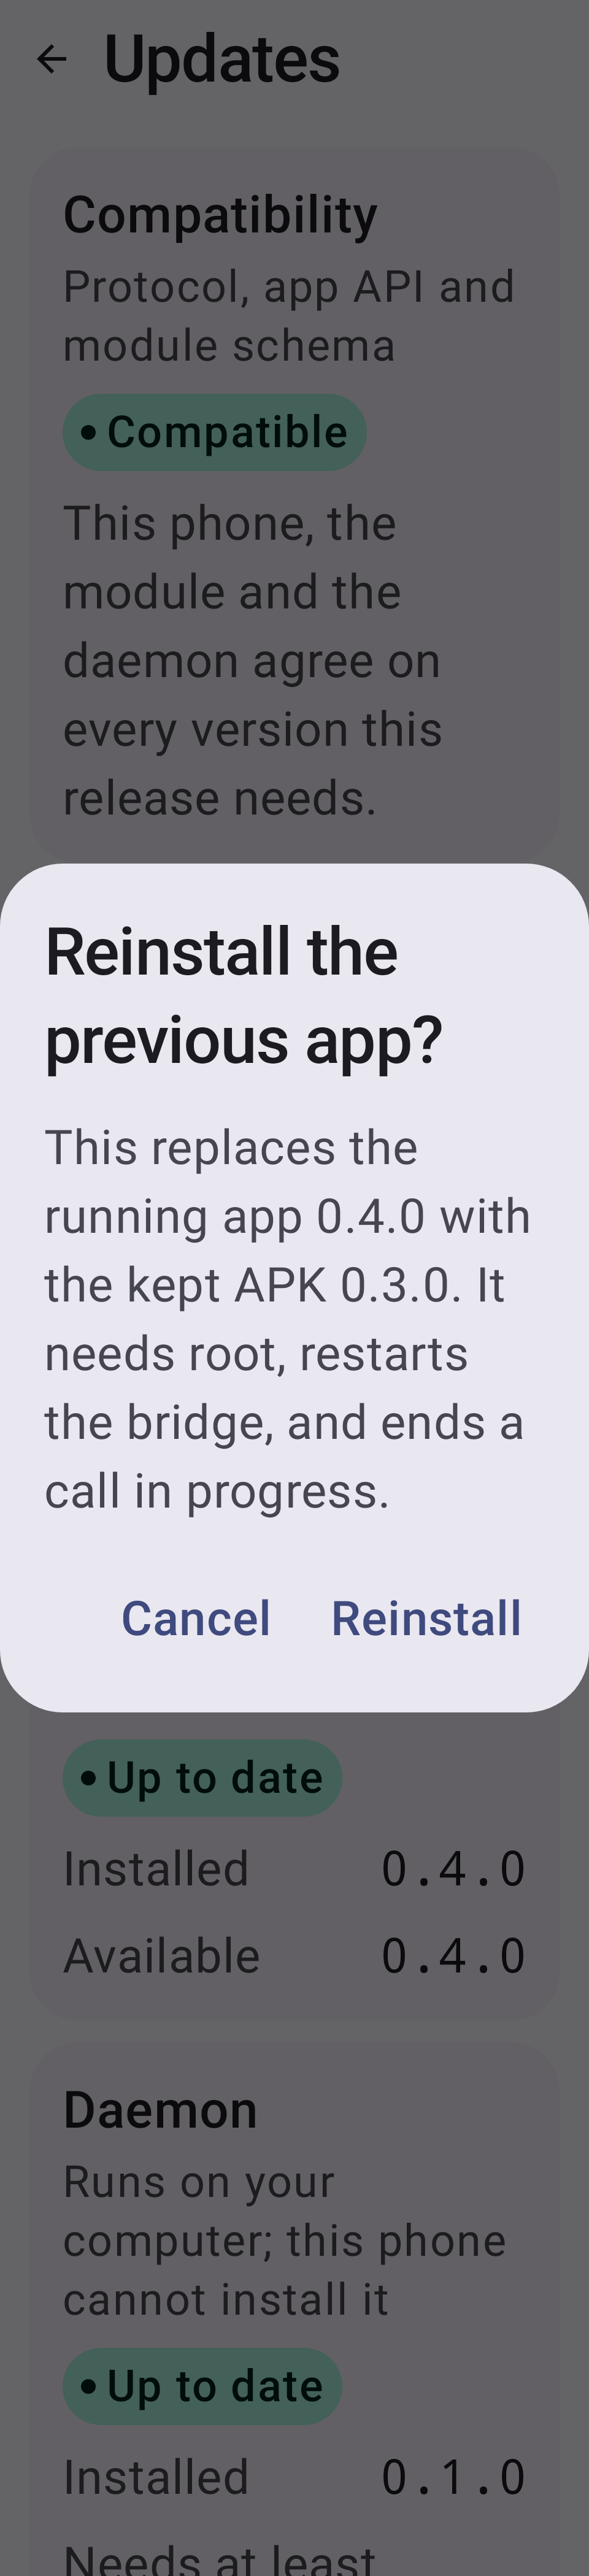 Updates
Compatibility
Protocol, app API and
module schema
Compatible
This phone, the
module and the
daemon agree on
every version this
release needs.
Reinstall the
previous app?
This replaces the
running app 0.4.0 with
the kept APK 0.3.0. It
needs root, restarts
the bridge, and ends a
call in progress.
Cancel Reinstall
Up to date
Installed 0.4.0
Available 0.4.0
Daemon
Runs on your
computer; this phone
cannot install it
Up to date
Installed 0.1.0
Needs at least